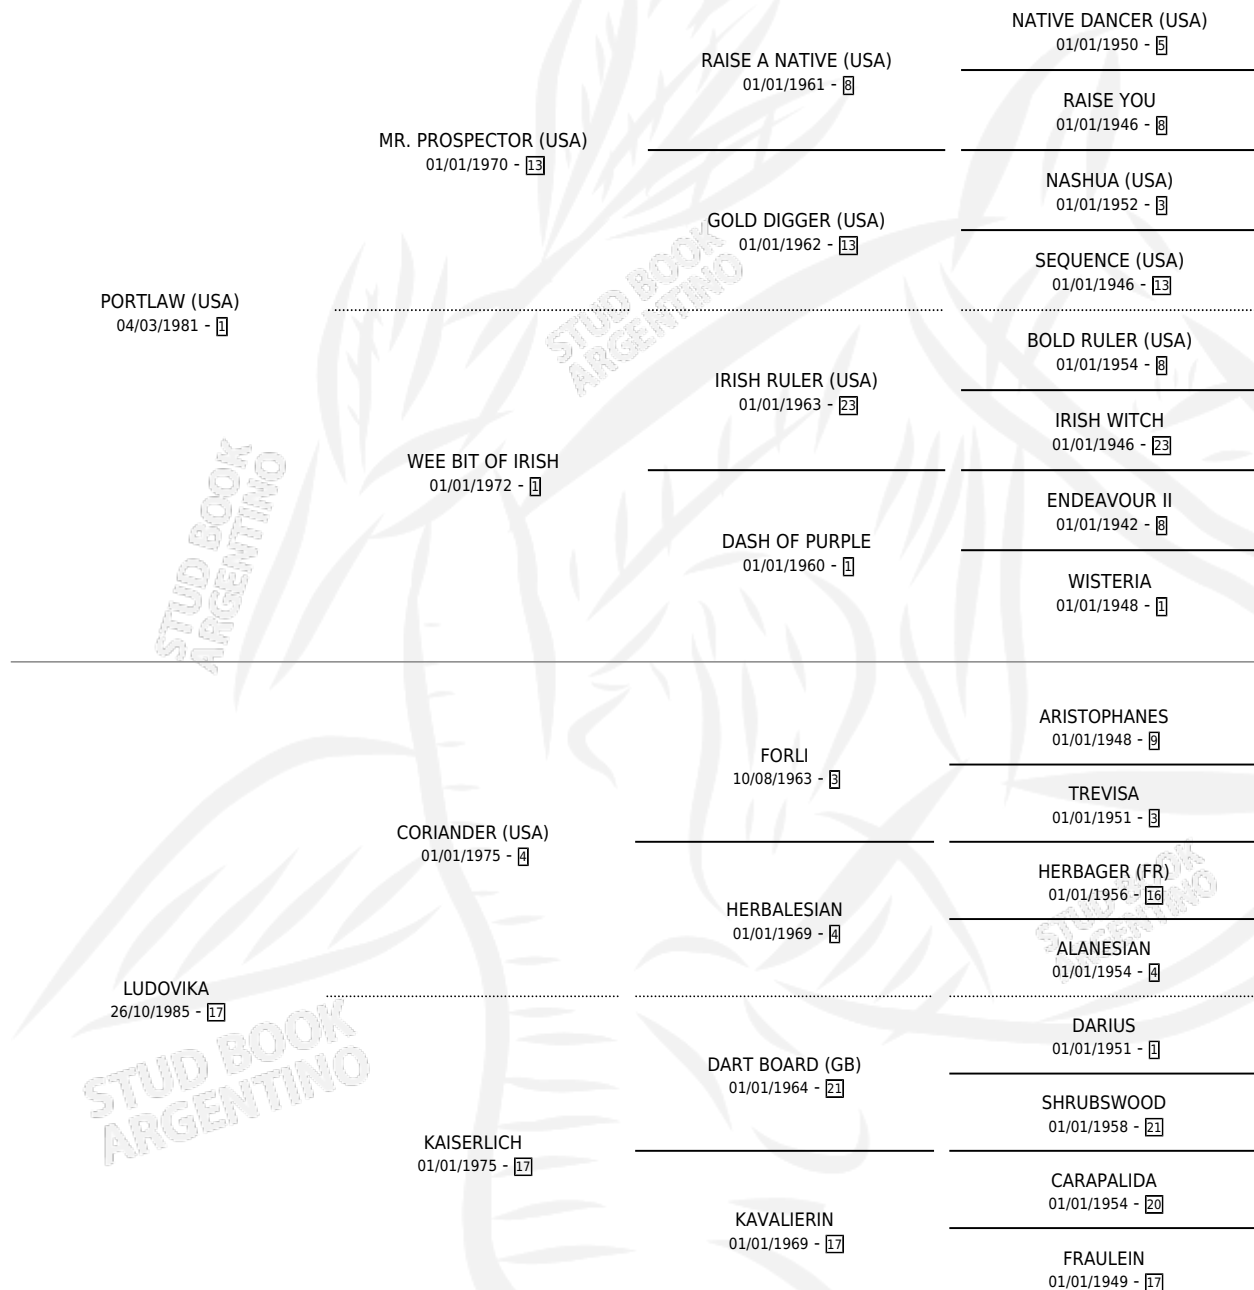 NATIVE DANCER (USA)
01/01/1950 - 5
RAISE A NATIVE (USA)
01/01/1961 - 8
RAISE YOU
01/01/1946 - 8
MR. PROSPECTOR (USA)
01/01/1970 - 13
NASHUA (USA)
01/01/1952 - 3
GOLD DIGGER (USA)
01/01/1962 - 13
SEQUENCE (USA)
01/01/1946 - 13
PORTLAW (USA)
04/03/1981 - 1
BOLD RULER (USA)
01/01/1954 - 8
IRISH RULER (USA)
01/01/1963 - 23
IRISH WITCH
01/01/1946 - 23
WEE BIT OF IRISH
01/01/1972 - 1
ENDEAVOUR II
01/01/1942 - 8
DASH OF PURPLE
01/01/1960 - 1
WISTERIA
01/01/1948 - 1
STUD BOOK
ARGENTINO
STUD BOOK
ARGENTINO
ARISTOPHANES
01/01/1948 - 9
FORLI
10/08/1963 - 3
TREVISA
01/01/1951 - 3
CORIANDER (USA)
01/01/1975 - 4
HERBAGER (FR)
01/01/1956 - 16
HERBALESIAN
01/01/1969 - 4
ALANESIAN
01/01/1954 - 4
STUD BOOK
ARGENTINO
LUDOVIKA
26/10/1985 - 17
DARIUS
01/01/1951 - 1
DART BOARD (GB)
01/01/1964 - 21
SHRUBSWOOD
01/01/1958 - 21
KAISERLICH
01/01/1975 - 17
CARAPALIDA
01/01/1954 - 20
KAVALIERIN
01/01/1969 - 17
FRAULEIN
01/01/1949 - 17
STUD BOOK
ARGENTINO